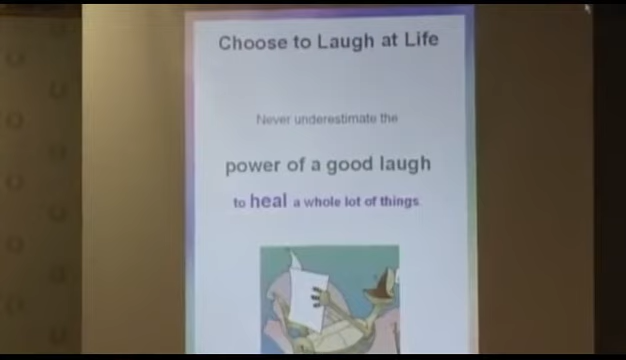 Choose to Laugh at Life
Never underestimate the
power of a good laugh
to heal a whole lot of things